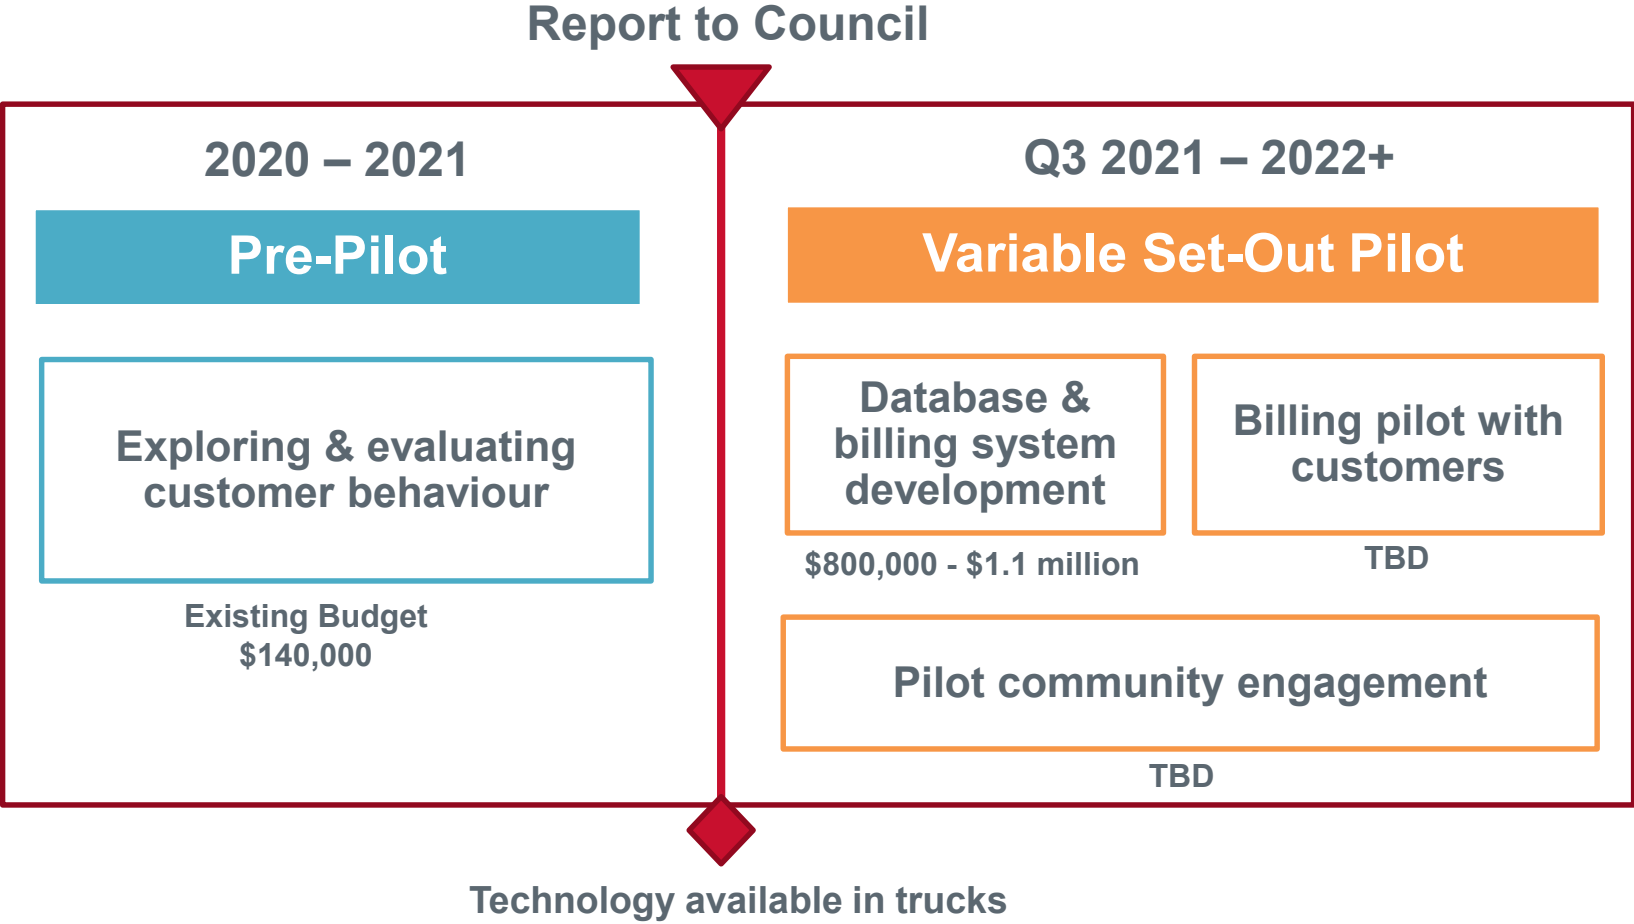 Report to Council
2020 – 2021
Pre-Pilot
Exploring & evaluating
customer behaviour
Existing Budget
$140,000
Q3 2021 – 2022+
Variable Set-Out Pilot
Database &
billing system
development
$800,000 - $1.1 million
Billing pilot with
customers
TBD
Pilot community engagement
TBD
Technology available in trucks